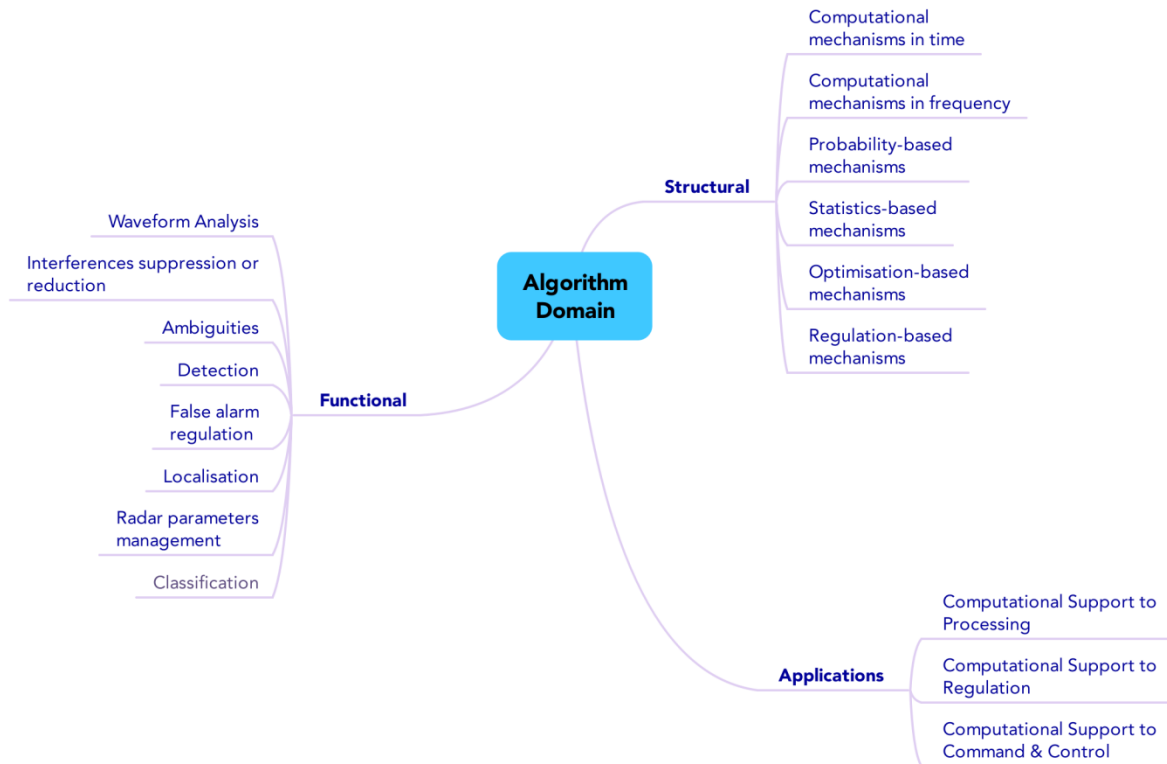 Algorithm
Domain
Structural
Computational
mechanisms in time
Computational
mechanisms in frequency
Probability-based
mechanisms
Statistics-based
mechanisms
Optimisation-based
mechanisms
Regulation-based
mechanisms
Functional
Waveform Analysis
Interferences suppression or
reduction
Ambiguities
Detection
False alarm
regulation
Localisation
Radar parameters
management
Classification
Applications
Computational Support to
Processing
Computational Support to
Regulation
Computational Support to
Command & Control